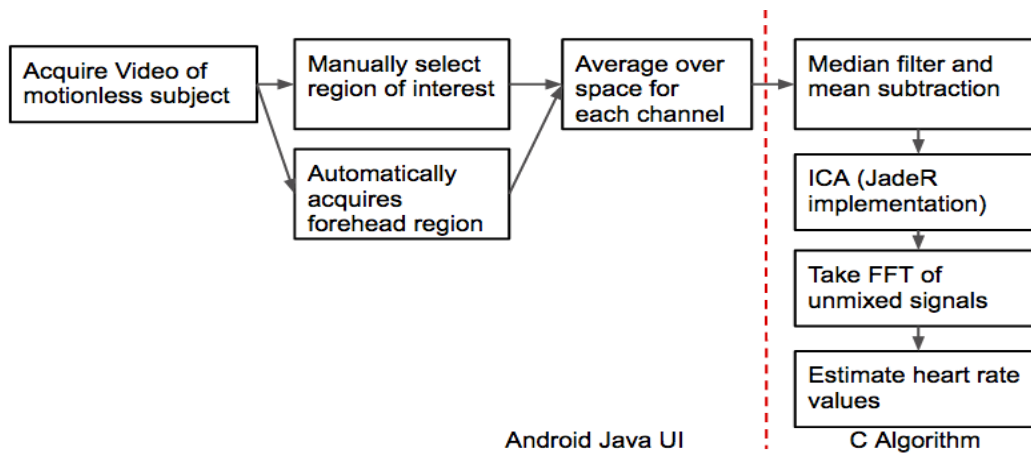 Acquire Video of
motionless subject
Manually select
region of interest
Automatically
acquires
forehead region
Average over
space for
each channel
Median filter and
mean subtraction
ICA (JadeR
implementation)
Take FFT of
unmixed signals
Estimate heart rate
values
Android Java UI
C Algorithm